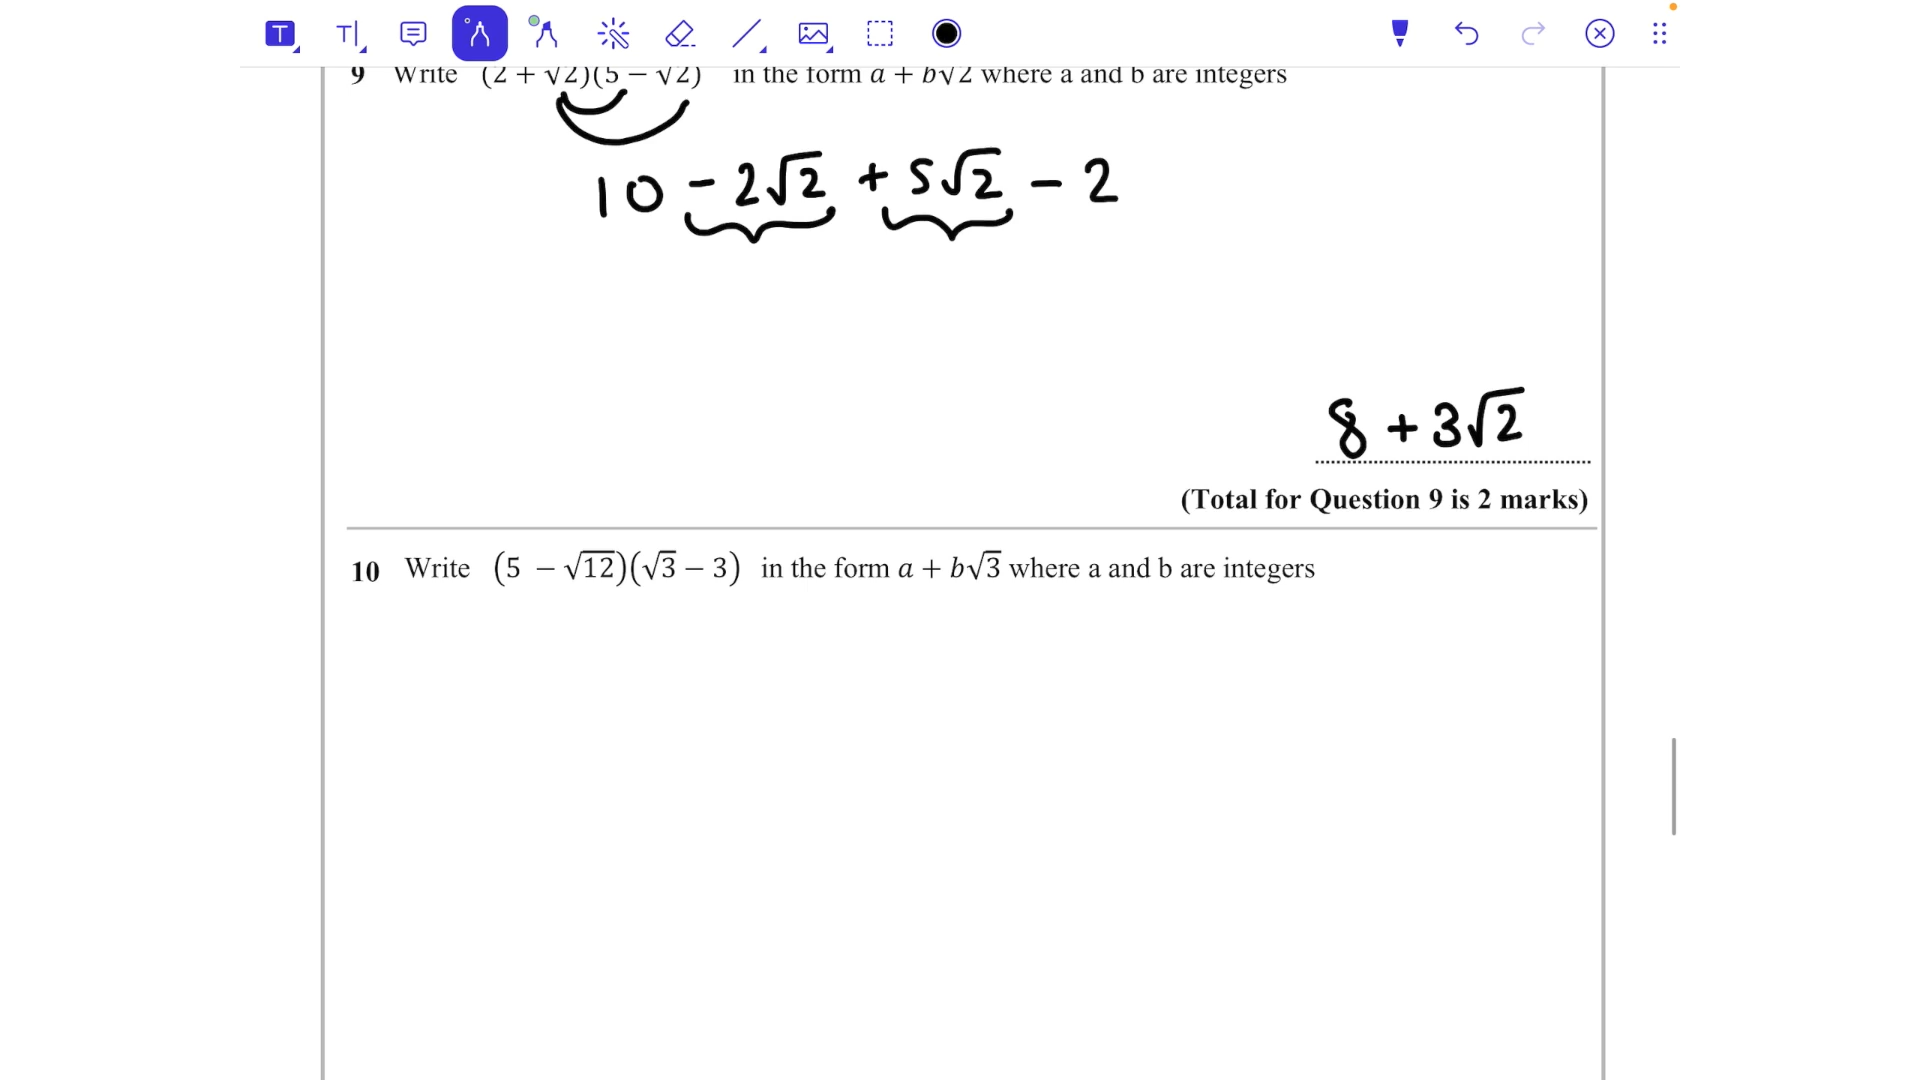 9 Write (2 + √2)(5 − √2) in the form a + b√2 where a and b are integers
10 − 2√2 + 5√2 − 2
8 + 3√2
(Total for Question 9 is 2 marks)
10 Write (5 − √12)(√3 − 3) in the form a + b√3 where a and b are integers